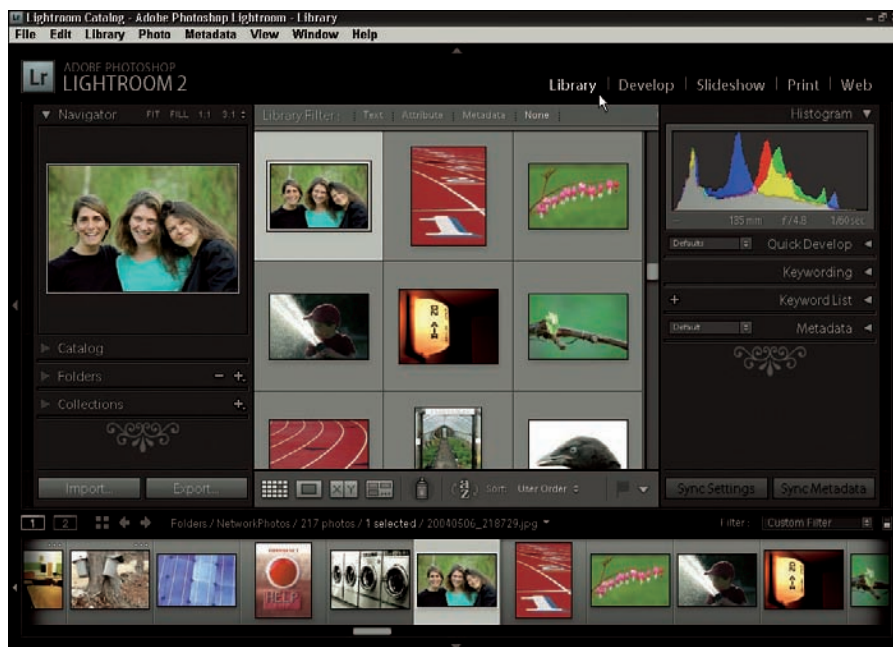 Lightroom Catalog - Adobe Photoshop Lightroom - Library
File Edit Library Photo Metadata View Window Help
Lr ADOBE PHOTOSHOP
LIGHTROOM 2
Library | Develop | Slideshow | Print | Web
Navigator FIT FILL 1:1 3:1
Library Filter: | Text | Attribute | Metadata | None |
Histogram
135 mm f/4.8 1/60 sec
Defaults Quick Develop
Keywording
+ Keyword List
Default Metadata
Catalog
Folders - +
Collections +
ON AIR
Import... Export...
XY
a z Sort: User Order
Sync Settings Sync Metadata
1 2 Folders / NetworkPhotos / 217 photos / 1 selected / 20040506_218729.jpg
Filter: Custom Filter
HELP